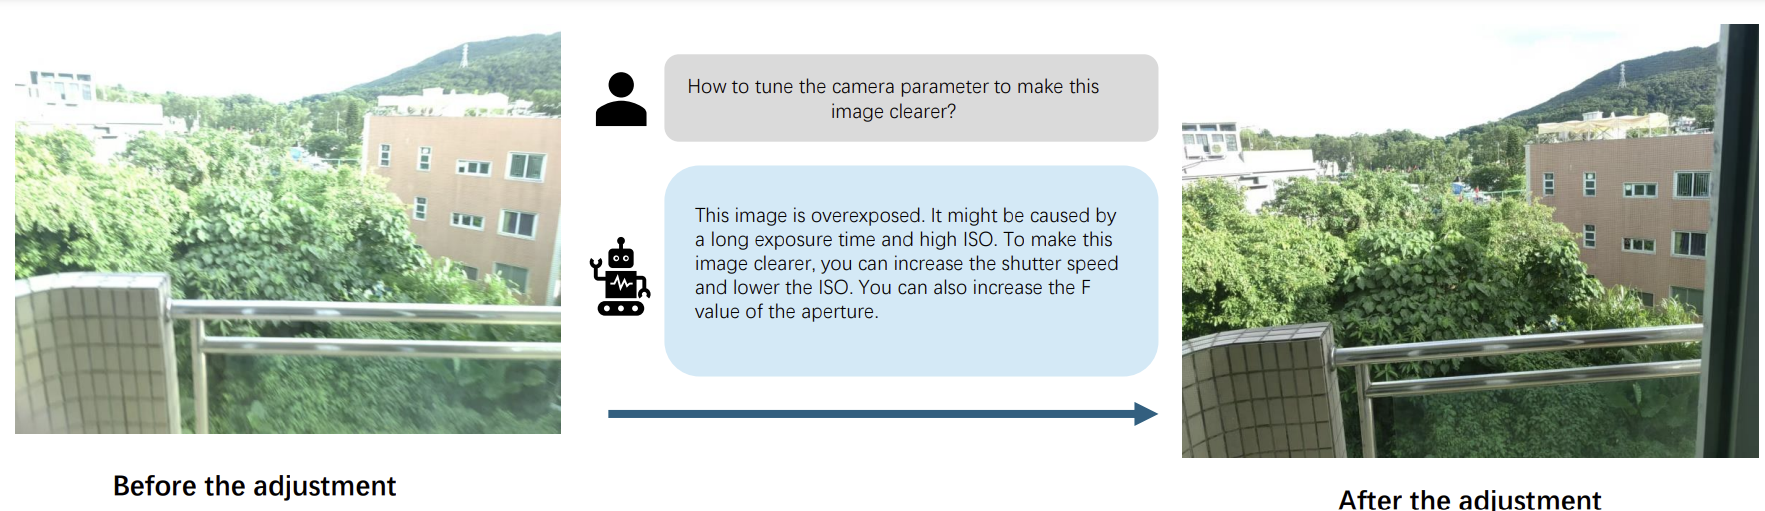 How to tune the camera parameter to make this
image clearer?
This image is overexposed. It might be caused by
a long exposure time and high ISO. To make this
image clearer, you can increase the shutter speed
and lower the ISO. You can also increase the F
value of the aperture.
Before the adjustment
After the adjustment